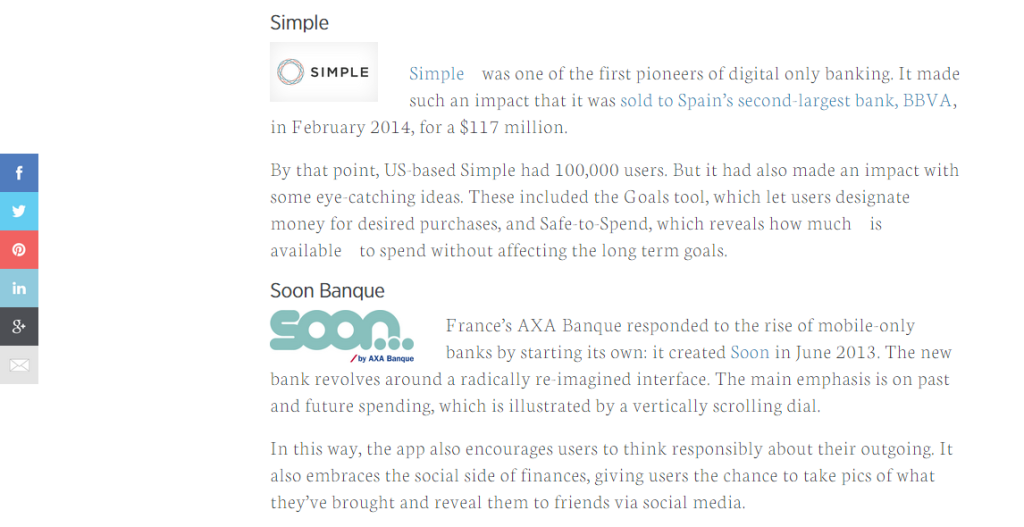 Simple
SIMPLE
Simple was one of the first pioneers of digital only banking. It made
such an impact that it was sold to Spain's second-largest bank, BBVA,
in February 2014, for a $117 million.
By that point, US-based Simple had 100,000 users. But it had also made an impact with
some eye-catching ideas. These included the Goals tool, which let users designate
money for desired purchases, and Safe-to-Spend, which reveals how much is
available to spend without affecting the long term goals.
Soon Banque
soon...
/by AXA Banque
France's AXA Banque responded to the rise of mobile-only
banks by starting its own: it created Soon in June 2013. The new
bank revolves around a radically re-imagined interface. The main emphasis is on past
and future spending, which is illustrated by a vertically scrolling dial.
In this way, the app also encourages users to think responsibly about their outgoing. It
also embraces the social side of finances, giving users the chance to take pics of what
they've brought and reveal them to friends via social media.
f
in
g+